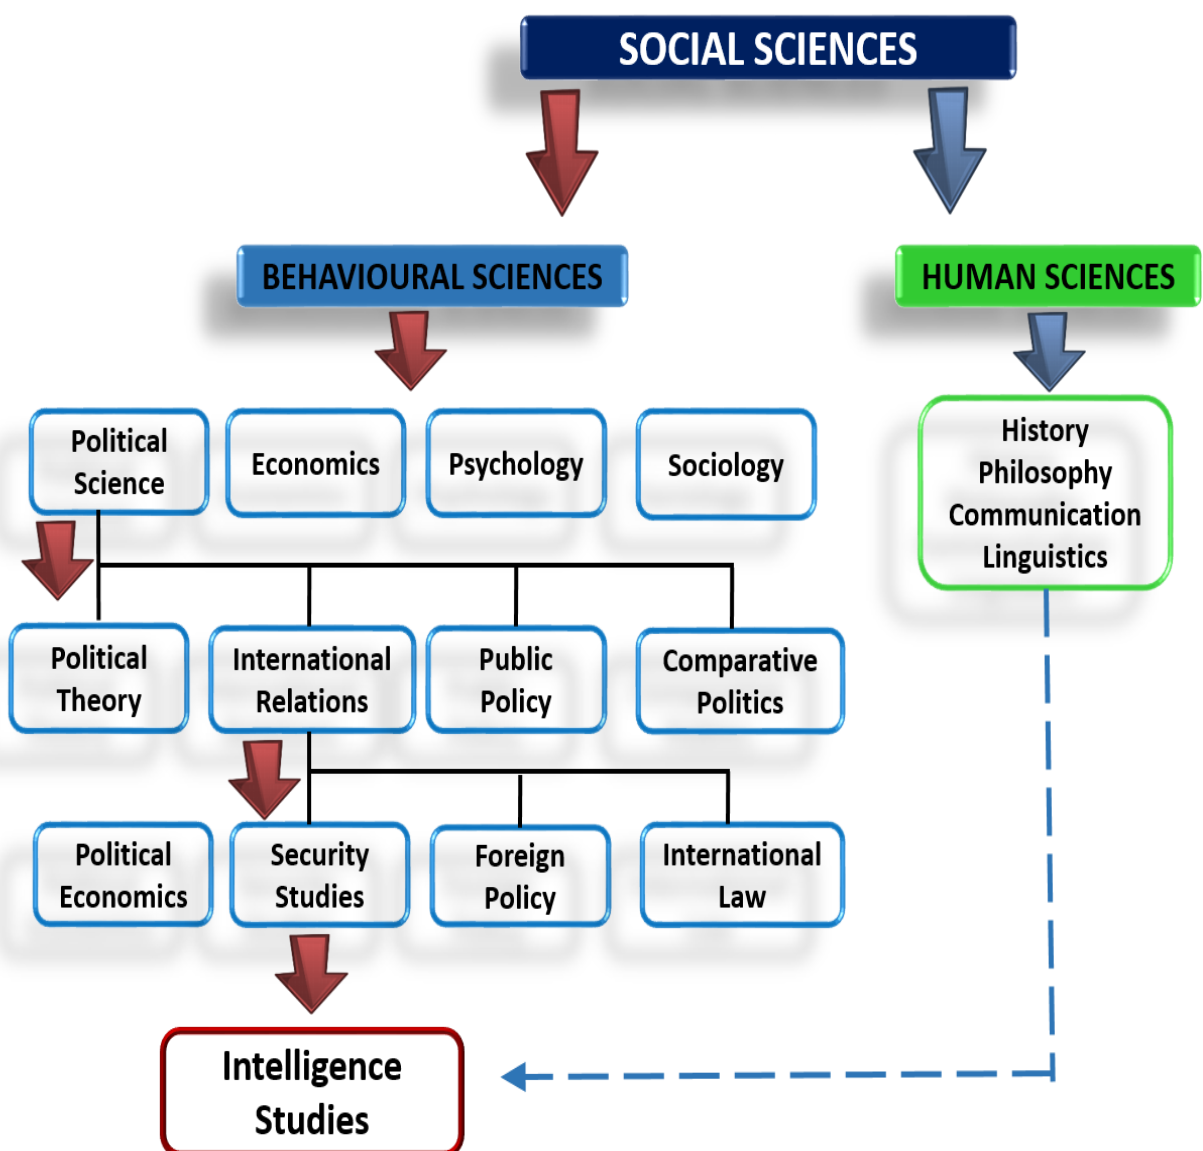 SOCIAL SCIENCES
BEHAVIOURAL SCIENCES
HUMAN SCIENCES
Political
Science
Economics
Psychology
Sociology
History
Philosophy
Communication
Linguistics
Political
Theory
International
Relations
Public
Policy
Comparative
Politics
Political
Economics
Security
Studies
Foreign
Policy
International
Law
Intelligence
Studies